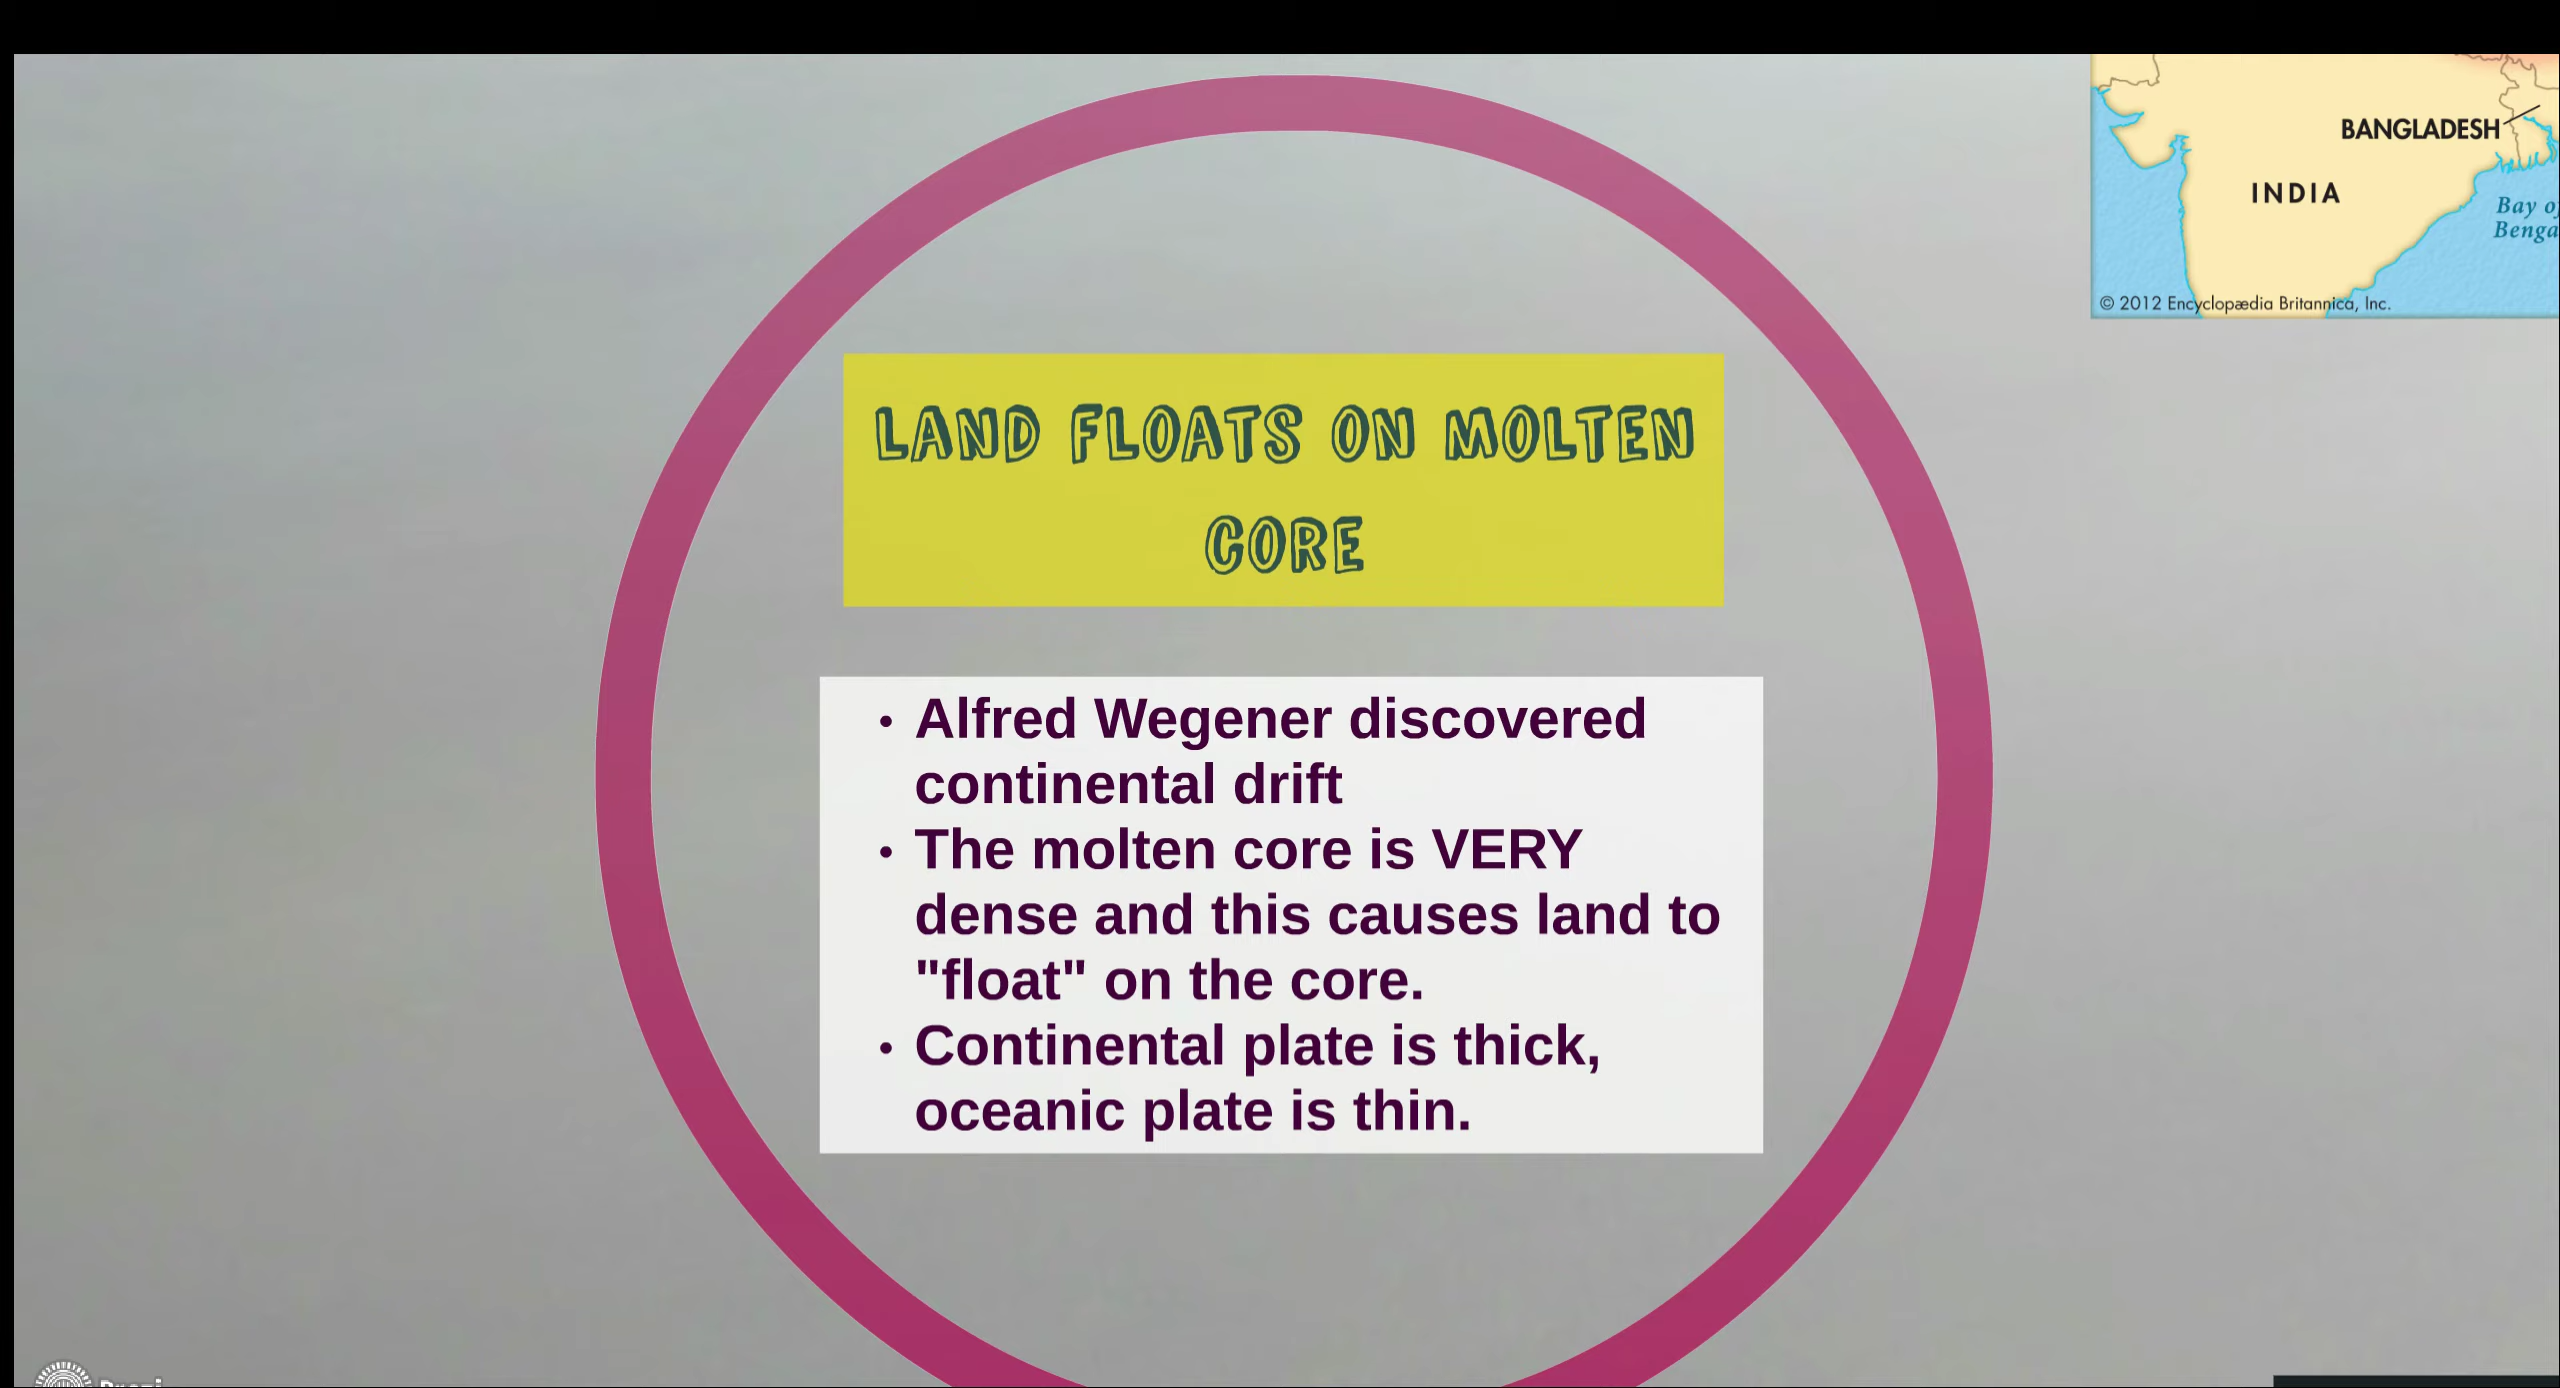 BANGLADESH
INDIA
Bay of
Benga
© 2012 Encyclopædia Britannica, Inc.
LAND FLOATS ON MOLTEN
CORE
• Alfred Wegener discovered
continental drift
• The molten core is VERY
dense and this causes land to
"float" on the core.
• Continental plate is thick,
oceanic plate is thin.